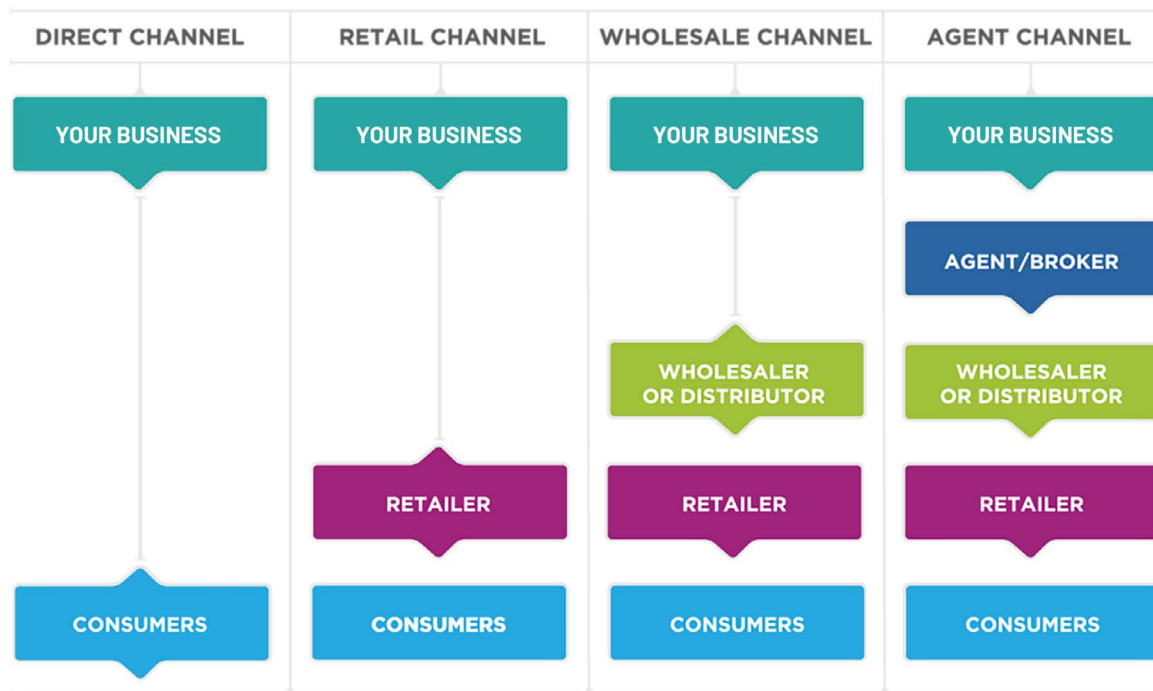 DIRECT CHANNEL
RETAIL CHANNEL
WHOLESALE CHANNEL
AGENT CHANNEL
YOUR BUSINESS
YOUR BUSINESS
YOUR BUSINESS
YOUR BUSINESS
AGENT/BROKER
WHOLESALER
OR DISTRIBUTOR
WHOLESALER
OR DISTRIBUTOR
RETAILER
RETAILER
RETAILER
CONSUMERS
CONSUMERS
CONSUMERS
CONSUMERS